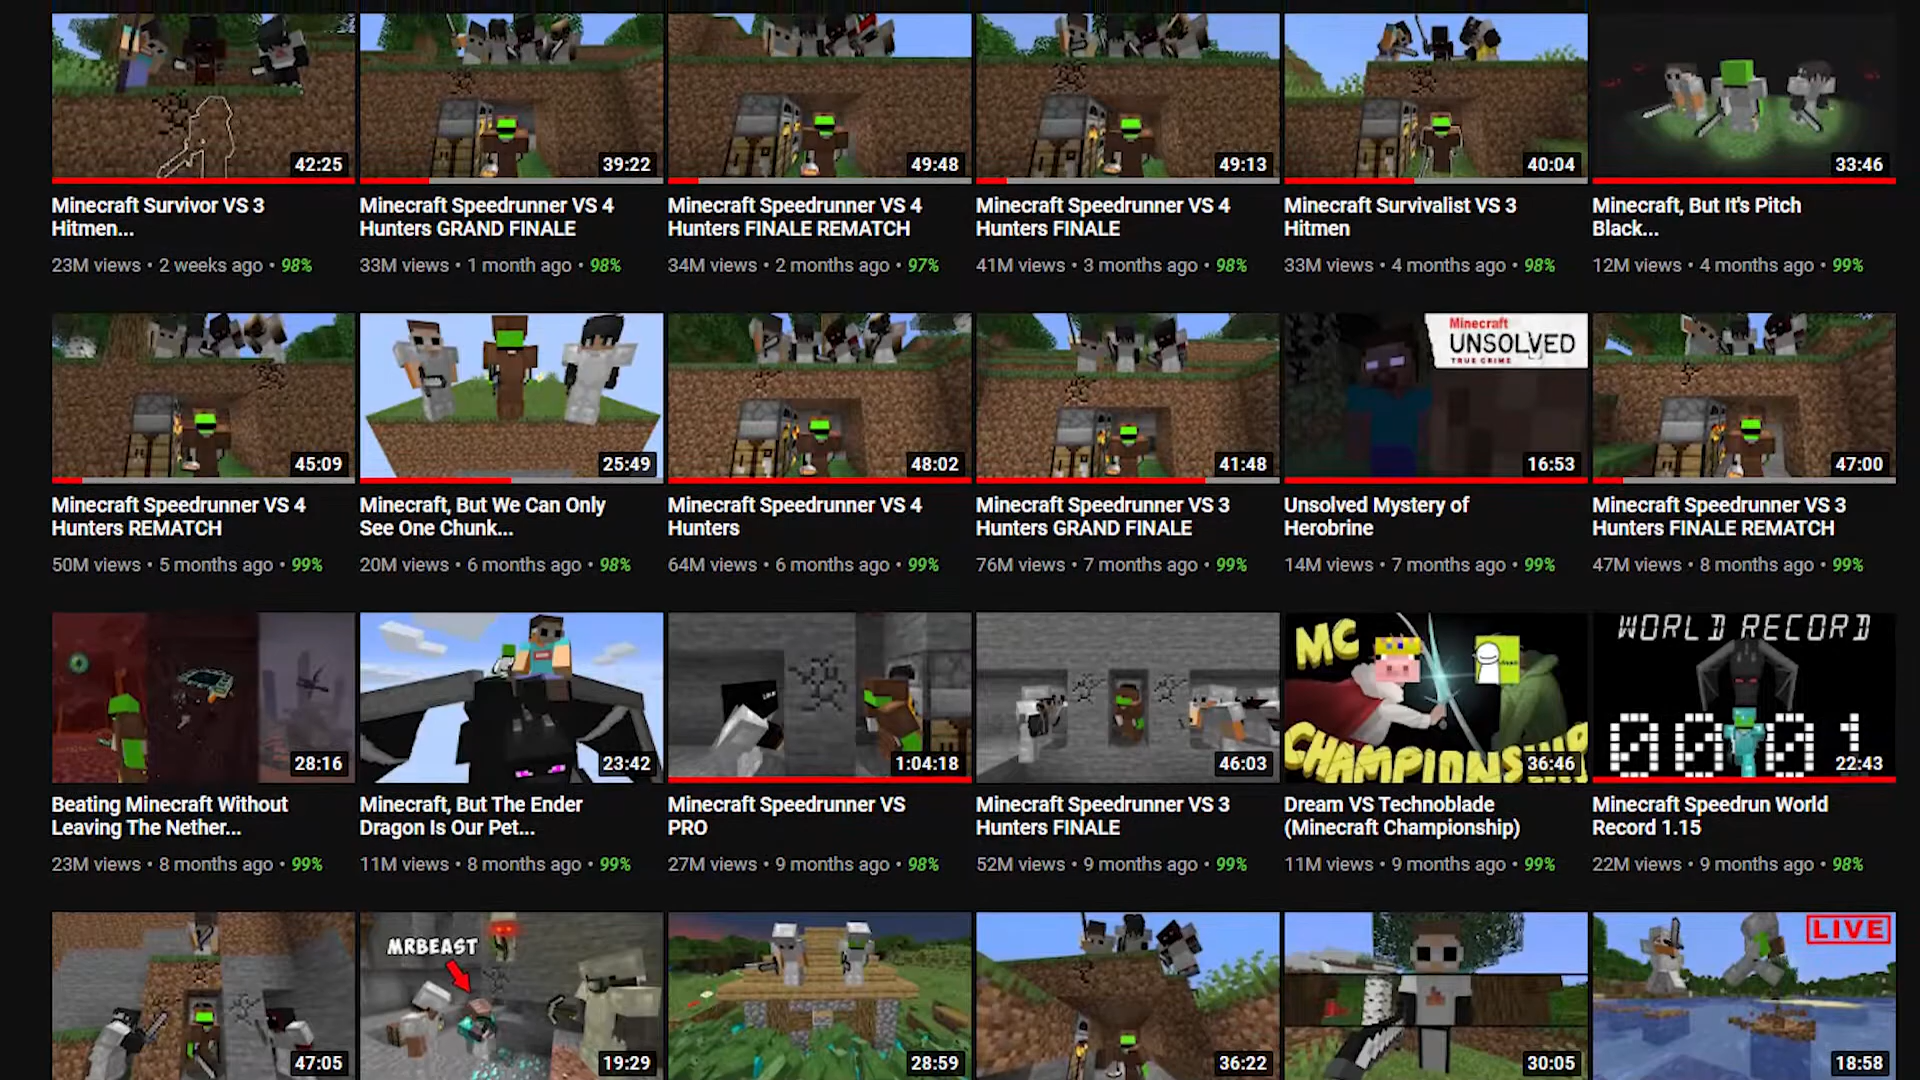 42:25
39:22
49:48
49:13
40:04
33:46
Minecraft Survivor VS 3
Hitmen...
23M views • 2 weeks ago • 98%
Minecraft Speedrunner VS 4
Hunters GRAND FINALE
33M views • 1 month ago • 98%
Minecraft Speedrunner VS 4
Hunters FINALE REMATCH
34M views • 2 months ago • 97%
Minecraft Speedrunner VS 4
Hunters FINALE
41M views • 3 months ago • 98%
Minecraft Survivalist VS 3
Hitmen
33M views • 4 months ago • 98%
Minecraft, But It's Pitch
Black...
12M views • 4 months ago • 99%
Minecraft
UNSOLVED
TRUE CRIME
45:09
25:49
48:02
41:48
16:53
47:00
Minecraft Speedrunner VS 4
Hunters REMATCH
50M views • 5 months ago • 99%
Minecraft, But We Can Only
See One Chunk...
20M views • 6 months ago • 98%
Minecraft Speedrunner VS 4
Hunters
64M views • 6 months ago • 99%
Minecraft Speedrunner VS 3
Hunters GRAND FINALE
76M views • 7 months ago • 99%
Unsolved Mystery of
Herobrine
14M views • 7 months ago • 99%
Minecraft Speedrunner VS 3
Hunters FINALE REMATCH
47M views • 8 months ago • 99%
MC
CHAMPIONSHIP
WORLD RECORD
00:01
28:16
23:42
1:04:18
46:03
36:46
22:43
Beating Minecraft Without
Leaving The Nether...
23M views • 8 months ago • 99%
Minecraft, But The Ender
Dragon Is Our Pet...
11M views • 8 months ago • 99%
Minecraft Speedrunner VS
PRO
27M views • 9 months ago • 98%
Minecraft Speedrunner VS 3
Hunters FINALE
52M views • 9 months ago • 99%
Dream VS Technoblade
(Minecraft Championship)
11M views • 9 months ago • 99%
Minecraft Speedrun World
Record 1.15
22M views • 9 months ago • 98%
MRBEAST
LIVE
47:05
19:29
28:59
36:22
30:05
18:58